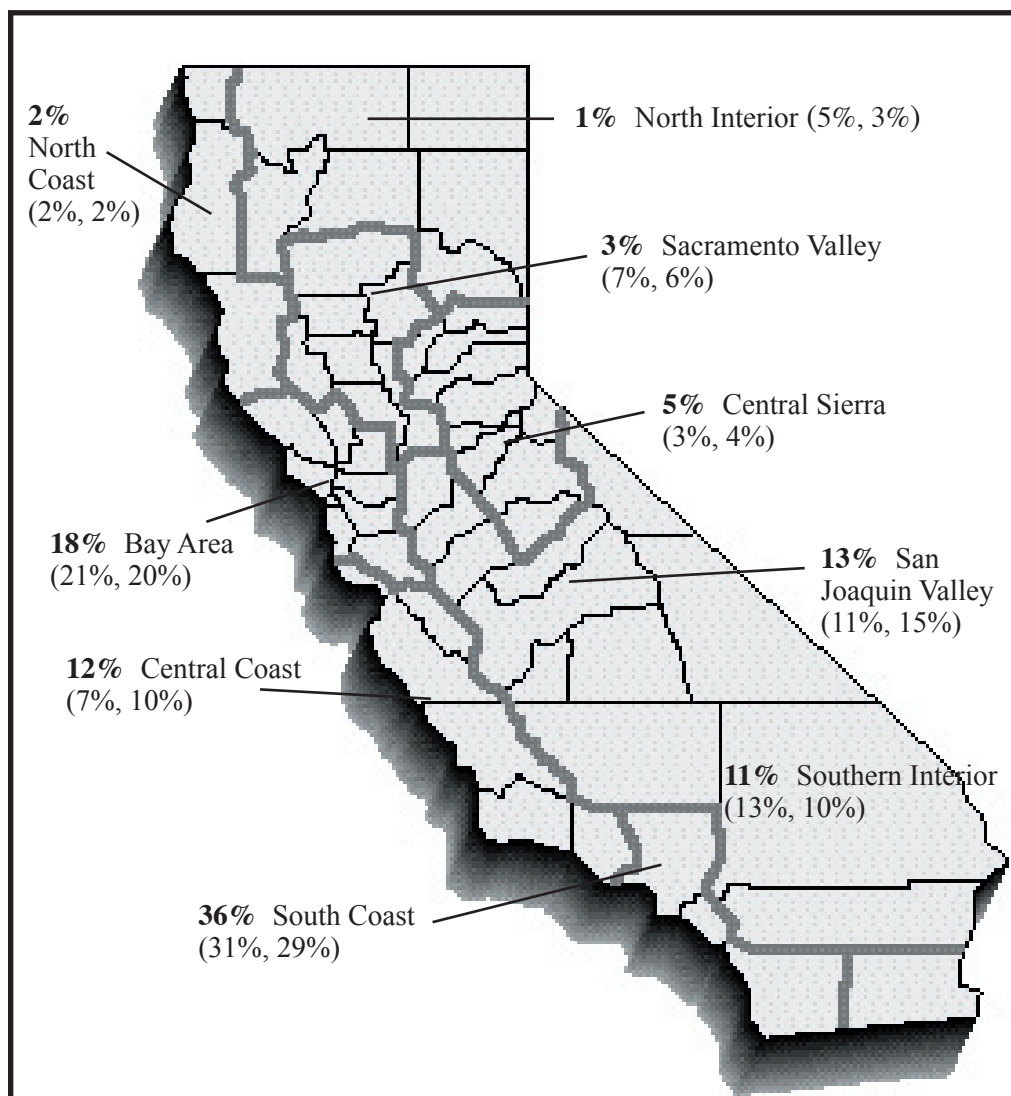 2%
North
Coast
(2%, 2%)
1% North Interior (5%, 3%)
3% Sacramento Valley
(7%, 6%)
5% Central Sierra
(3%, 4%)
18% Bay Area
(21%, 20%)
13% San
Joaquin Valley
(11%, 15%)
12% Central Coast
(7%, 10%)
11% Southern Interior
(13%, 10%)
36% South Coast
(31%, 29%)